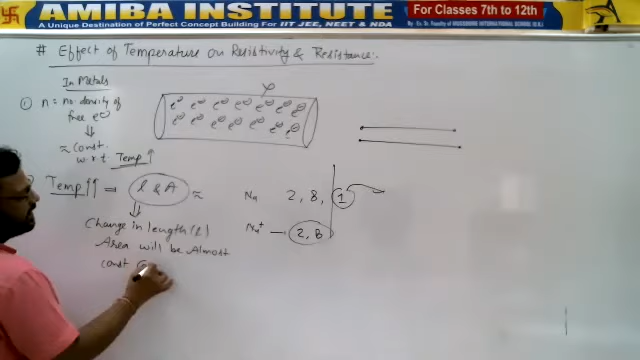 AMIBA INSTITUTE
For Classes 7th to 12th
A Unique Destination of Perfect Concept Building For IIT JEE, NEET & NDA
# Effect of Temperature on Resistivity & Resistance:
In Metals
① n = no. density of
free e⊖
⇓
≈ Const.
w.r.t Temp ↑
e⊖ e⊖ e⊖ e⊖ e⊖ e⊖ e⊖
e⊖ e⊖ e⊖ e⊖ e⊖ e⊖ e⊖
Temp ↑↑ ⇒ l & A ≈
⇓
Change in length (l)
Area will be Almost
const
Na 2, 8, 1
Na⁺ — 2, 8